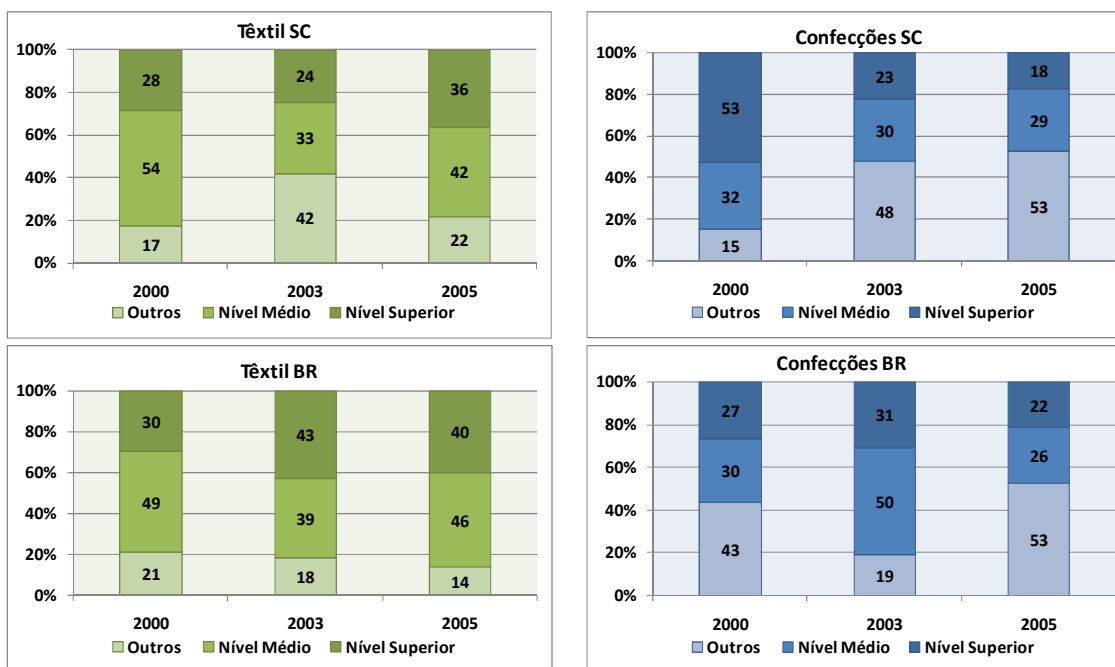 Têxtil SC
100%
80%
60%
40%
20%
0%
28 24 36
54 33 42
17 42 22
2000 2003 2005
Outros Nível Médio Nível Superior
Confecções SC
100%
80%
60%
40%
20%
0%
53 23 18
32 30 29
15 48 53
2000 2003 2005
Outros Nível Médio Nível Superior
Têxtil BR
100%
80%
60%
40%
20%
0%
30 43 40
49 39 46
21 18 14
2000 2003 2005
Outros Nível Médio Nível Superior
Confecções BR
100%
80%
60%
40%
20%
0%
27 31 22
30 50 26
43 19 53
2000 2003 2005
Outros Nível Médio Nível Superior